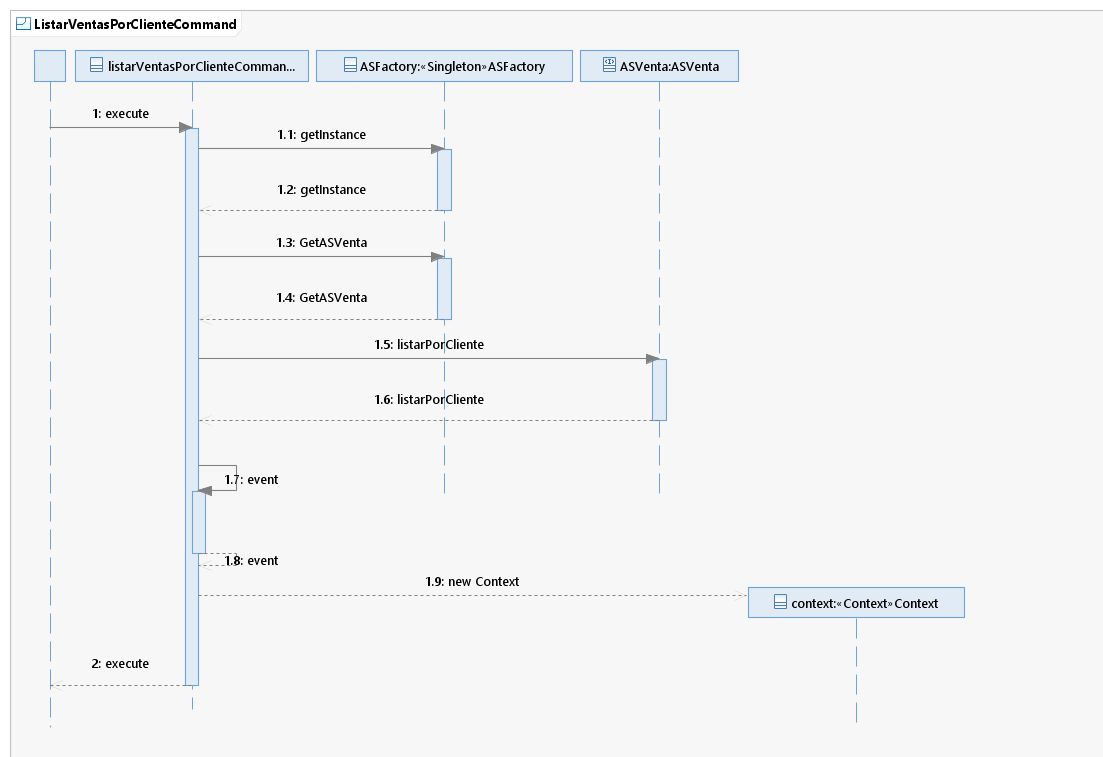 ListarVentasPorClienteCommand
listarVentasPorClienteComman...
ASFactory:«Singleton»ASFactory
ASVenta:ASVenta
1: execute
1.1: getInstance
1.2: getInstance
1.3: GetASVenta
1.4: GetASVenta
1.5: listarPorCliente
1.6: listarPorCliente
1.7: event
1.8: event
1.9: new Context
context:«Context»Context
2: execute